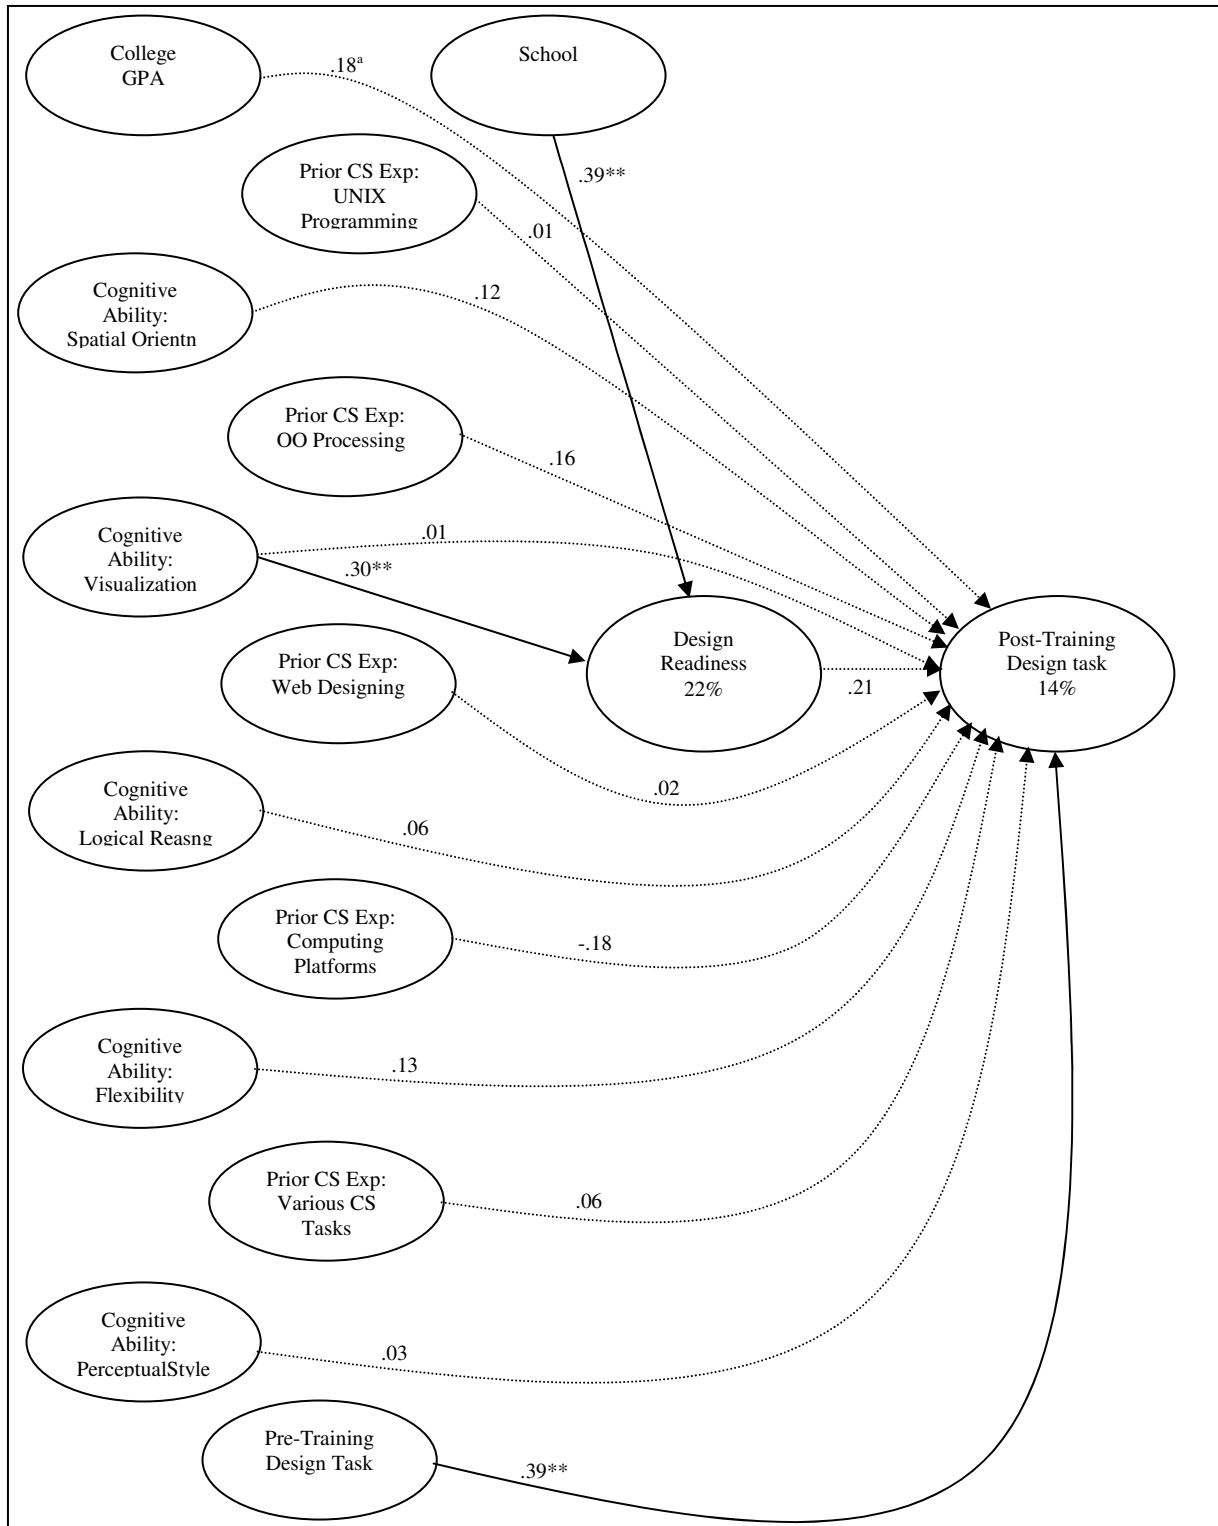 College
GPA
.18ª
School
.39**
Prior CS Exp:
UNIX
Programming
.01
Cognitive
Ability:
Spatial Orientn
.12
Prior CS Exp:
OO Processing
.16
Cognitive
Ability:
Visualization
.01
.30**
Design
Readiness
22%
.21
Post-Training
Design task
14%
Prior CS Exp:
Web Designing
.02
Cognitive
Ability:
Logical Reasng
.06
Prior CS Exp:
Computing
Platforms
-.18
Cognitive
Ability:
Flexibility
.13
Prior CS Exp:
Various CS
Tasks
.06
Cognitive
Ability:
PerceptualStyle
.03
Pre-Training
Design Task
.39**